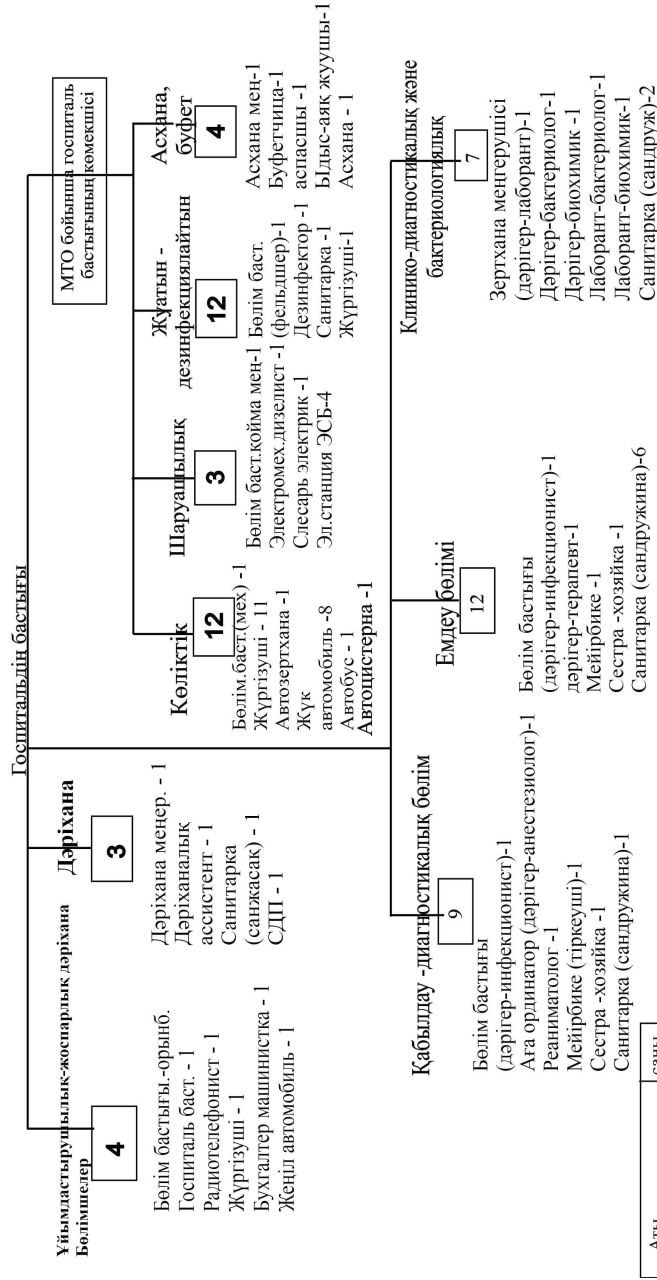 Госпитальдің бастығы
Ұйымдастырушылық-жоспарлық дәріхана
Бөлімшелер
4
Бөлім бастығы.-орынб.
Госпиталь баст. - 1
Радиотелефонист - 1
Жүргізуші - 1
Бухгалтер машинистка - 1
Жеңіл автомобиль - 1
Дәріхана
3
Дәріхана меңер. - 1
Дәріханалық
ассистент - 1
Санитарка
(санжасак) - 1
СДП - 1
МТО бойынша госпиталь
бастығының көмекшісі
Көліктік
12
Бөлім.баст.(мех) -1
Жүргізуші - 11
Автозертхана -1
Жүк
автомобиль -8
Автобус - 1
Автоцистерна -1
Шаруашылық
3
Бөлім баст.койма мең-1
Электромех.дизелист -1
Слесарь электрик -1
Эл.станция ЭСБ-4
Жуатын -
дезинфекциялайтын
12
Бөлім баст.
(фельдшер)-1
Дезинфектор -1
Санитарка -1
Жүргізуші-1
Асхана,
буфет
4
Асхана мең-1
Буфетчица-1
аспасшы -1
Ыдыс-аяк жуушы-1
Асхана - 1
Қабылдау -диагностикалық бөлім
9
Бөлім бастығы
(дәрігер-инфекционист)-1
Аға ординатор (дәрігер-анестезиолог)-1
Реаниматолог -1
Мейірбике (тіркеуші)-1
Сестра -хозяйка -1
Санитарка (сандружина)-1
Емдеу бөлімі
12
Бөлім бастығы
(дәрігер-инфекционист)-1
дәрігер-терапевт-1
Мейірбике -1
Сестра -хозяйка -1
Санитарка (сандружина)-6
Клинико-диагностикалық және
бактериологиялық
7
Зертхана меңгерушісі
(дәрігер-лаборант)-1
Дәрігер-бактериолог-1
Дәрігер-биохимик -1
Лаборант-бактериолог-1
Лаборант-биохимик-1
Санитарка (сандруж)-2
Аты
саны